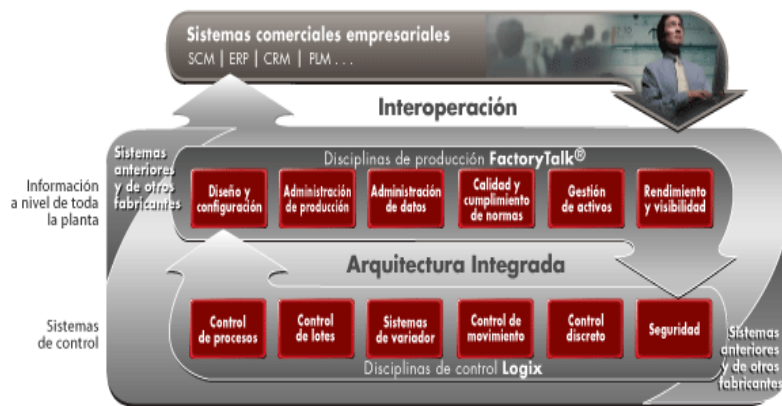 Sistemas comerciales empresariales
SCM | ERP | CRM | PLM . . .
Interoperación
Sistemas
anteriores
y de otros
fabricantes
Disciplinas de producción FactoryTalk®
Información
a nivel de toda
la planta
Diseño y
configuración
Administración
de producción
Administración
de datos
Calidad y
cumplimiento
de normas
Gestión
de activos
Rendimiento
y visibilidad
Arquitectura Integrada
Sistemas
de control
Control
de procesos
Control
de lotes
Sistemas
de variador
Control de
movimiento
Control
discreto
Seguridad
Sistemas
anteriores
y de otros
fabricantes
Disciplinas de control Logix